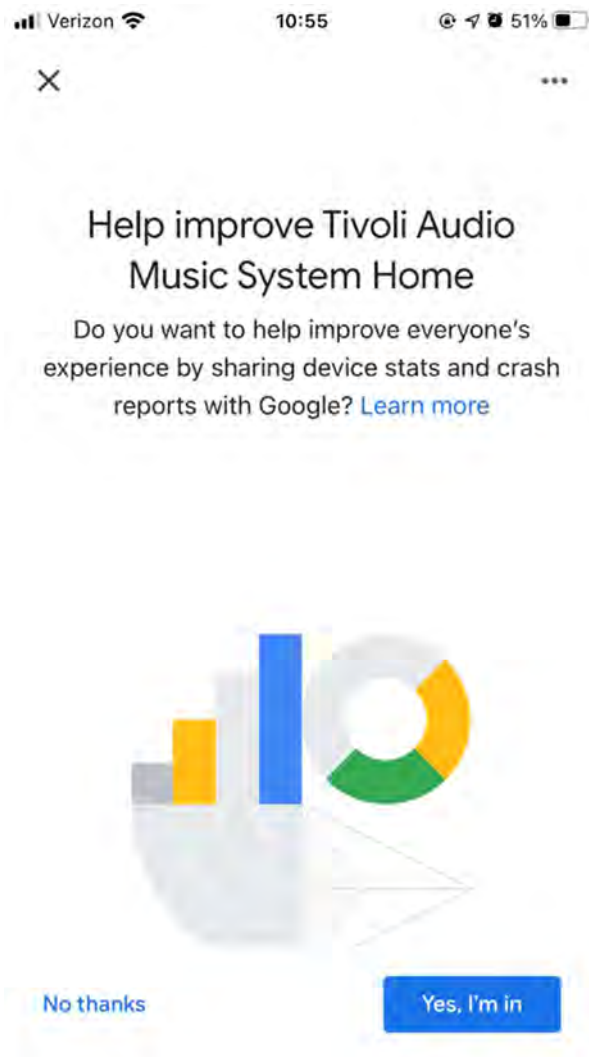 Verizon 10:55 51%
Help improve Tivoli Audio
Music System Home
Do you want to help improve everyone's
experience by sharing device stats and crash
reports with Google? Learn more
No thanks Yes, I'm in